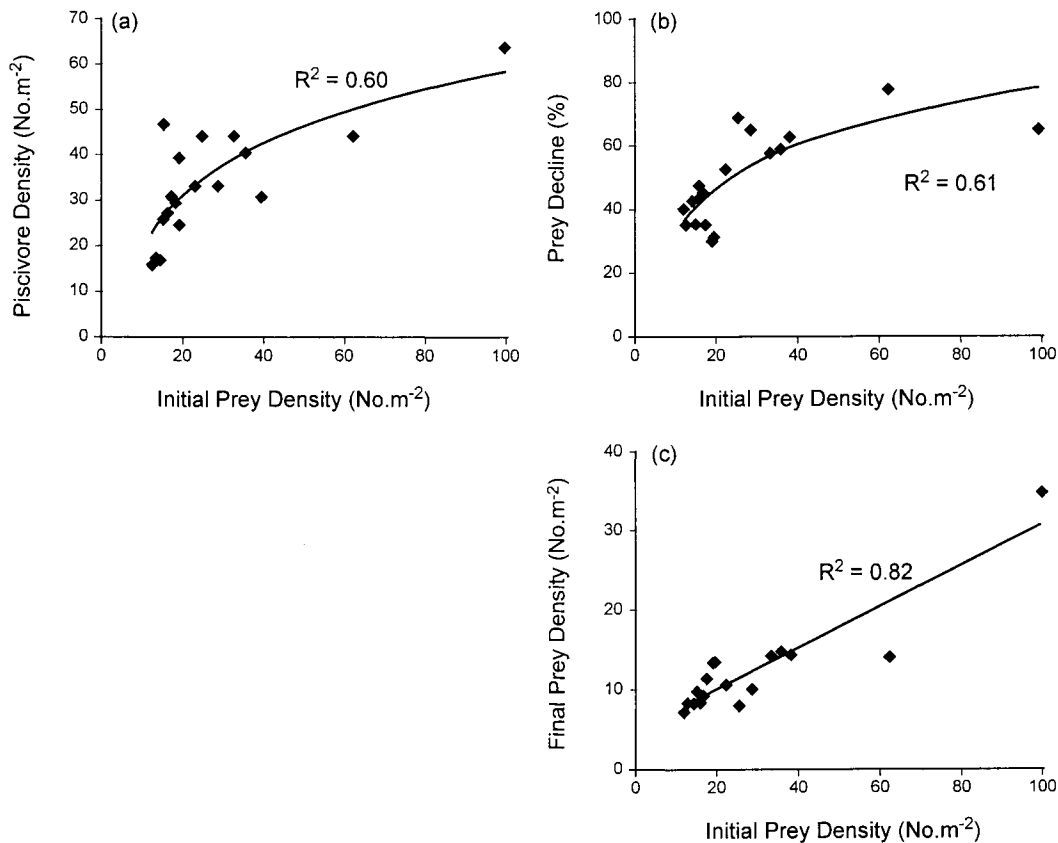 (a)
70
60
50
40
30
20
10
0
Piscivore Density (No.m⁻²)
R² = 0.60
0 20 40 60 80 100
Initial Prey Density (No.m⁻²)
(b)
100
80
60
40
20
0
Prey Decline (%)
R² = 0.61
0 20 40 60 80 100
Initial Prey Density (No.m⁻²)
(c)
40
30
20
10
0
Final Prey Density (No.m⁻²)
R² = 0.82
0 20 40 60 80 100
Initial Prey Density (No.m⁻²)